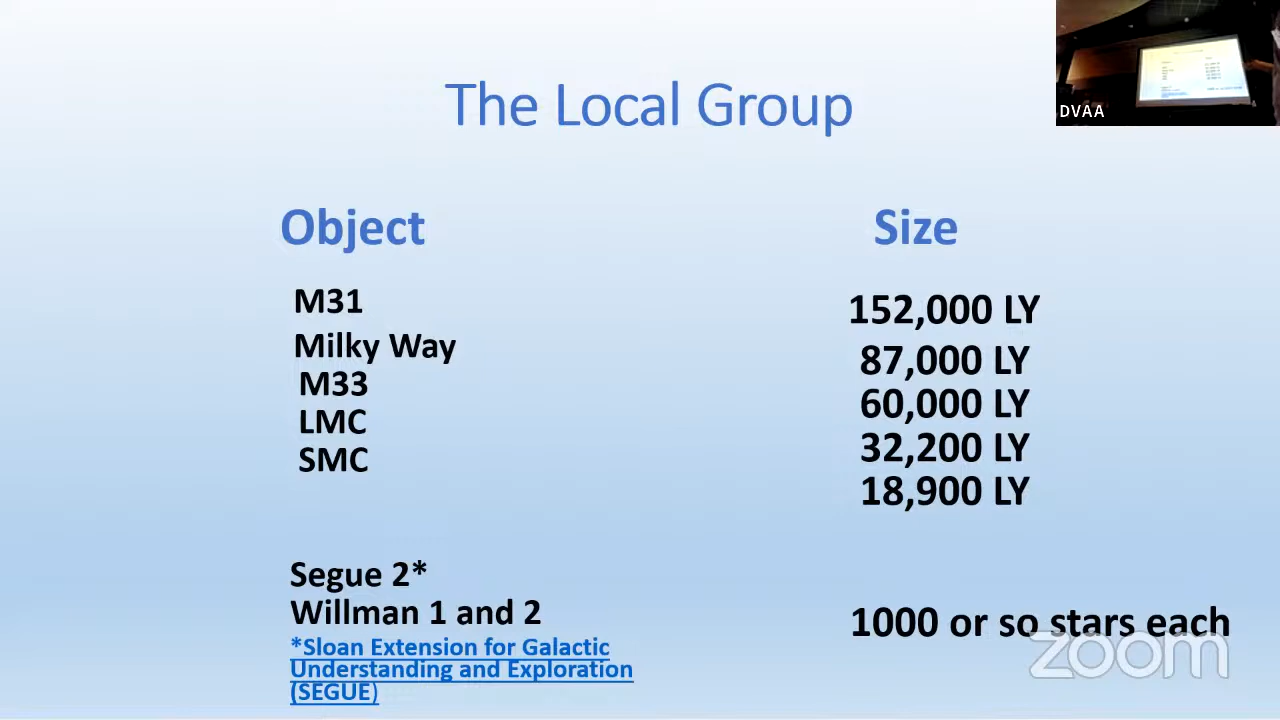 The Local Group
DVAA
Object
Size
M31
152,000 LY
Milky Way
87,000 LY
M33
60,000 LY
LMC
32,200 LY
SMC
18,900 LY
Segue 2*
Willman 1 and 2
1000 or so stars each
*Sloan Extension for Galactic
Understanding and Exploration
(SEGUE)
zoom